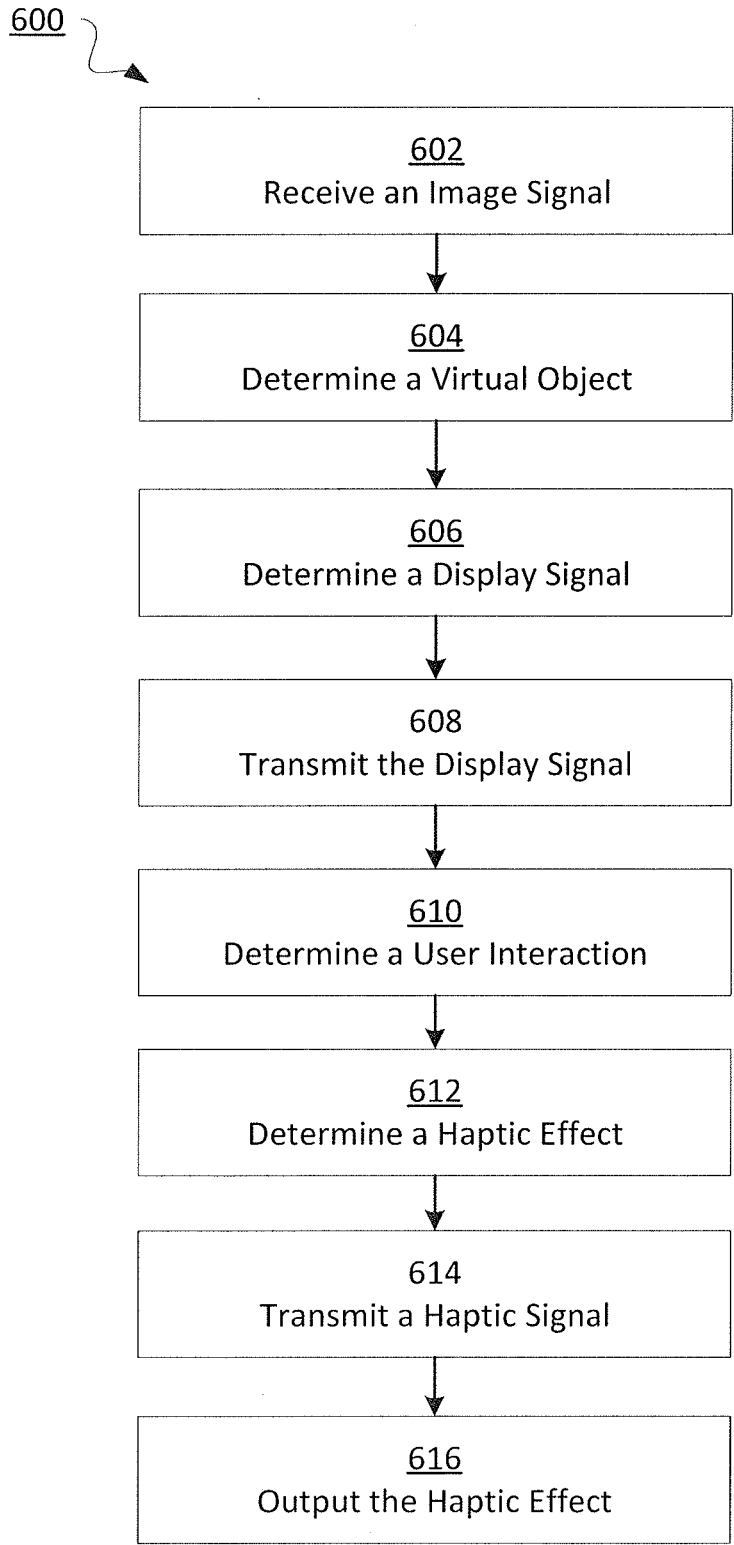 600
602
Receive an Image Signal
604
Determine a Virtual Object
606
Determine a Display Signal
608
Transmit the Display Signal
610
Determine a User Interaction
612
Determine a Haptic Effect
614
Transmit a Haptic Signal
616
Output the Haptic Effect